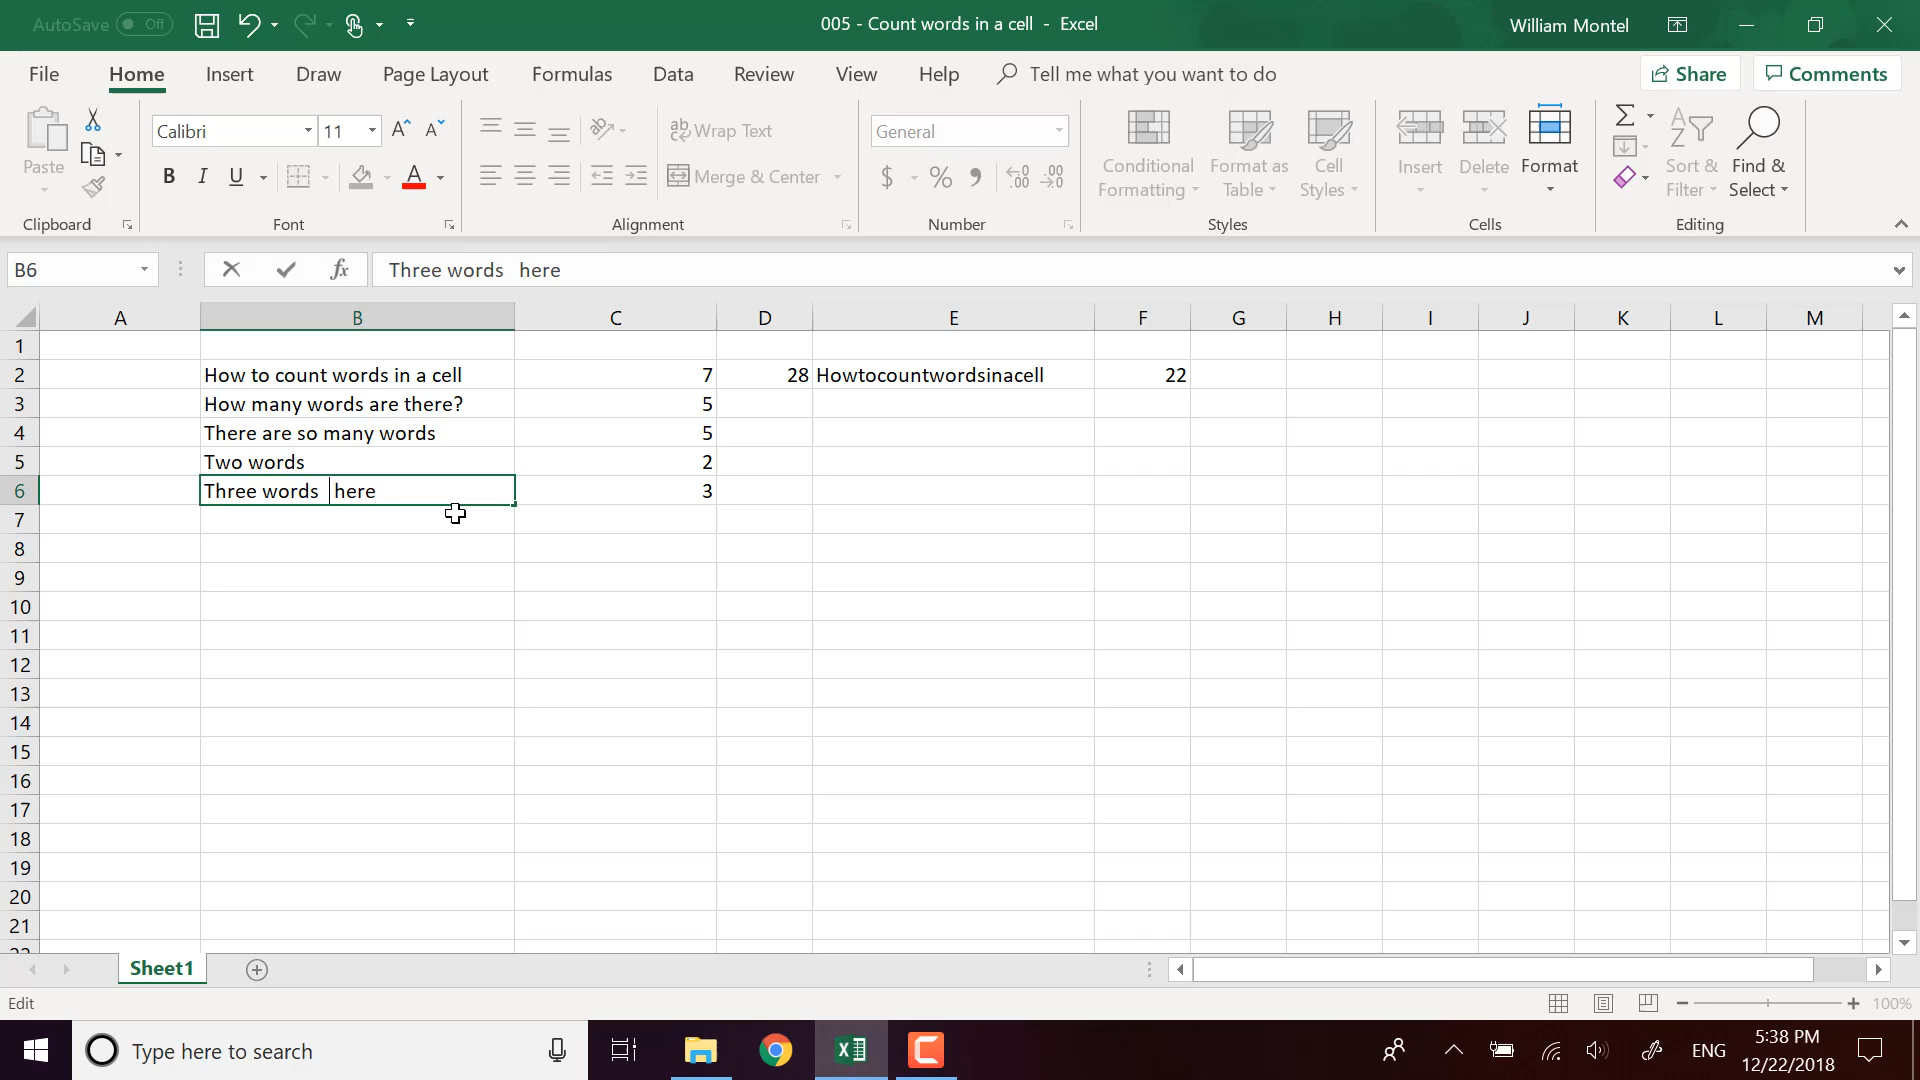 AutoSave Off
005 - Count words in a cell - Excel
William Montel
File Home Insert Draw Page Layout Formulas Data Review View Help Tell me what you want to do Share Comments
Paste
Clipboard
Calibri 11
B I U A
Font
ab Wrap Text
Merge & Center
Alignment
General
$ % 9
Number
Conditional Formatting
Format as Table
Cell Styles
Styles
Insert Delete Format
Cells
Sort & Filter
Find & Select
Editing
B6 fx Three words   here
A B C D E F G H I J K L M
1
2 How to count words in a cell 7 28 Howtocountwordsinacell 22
3 How many words are there? 5
4 There are so many words 5
5 Two words 2
6 Three words   here 3
7
8
9
10
11
12
13
14
15
16
17
18
19
20
21
22
Sheet1
Edit 100%
Type here to search
ENG
5:38 PM
12/22/2018